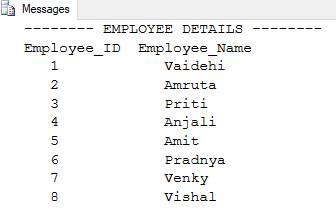 Messages
-------- EMPLOYEE DETAILS --------
Employee_ID  Employee_Name
1 Vaidehi
2 Amruta
3 Priti
4 Anjali
5 Amit
6 Pradnya
7 Venky
8 Vishal